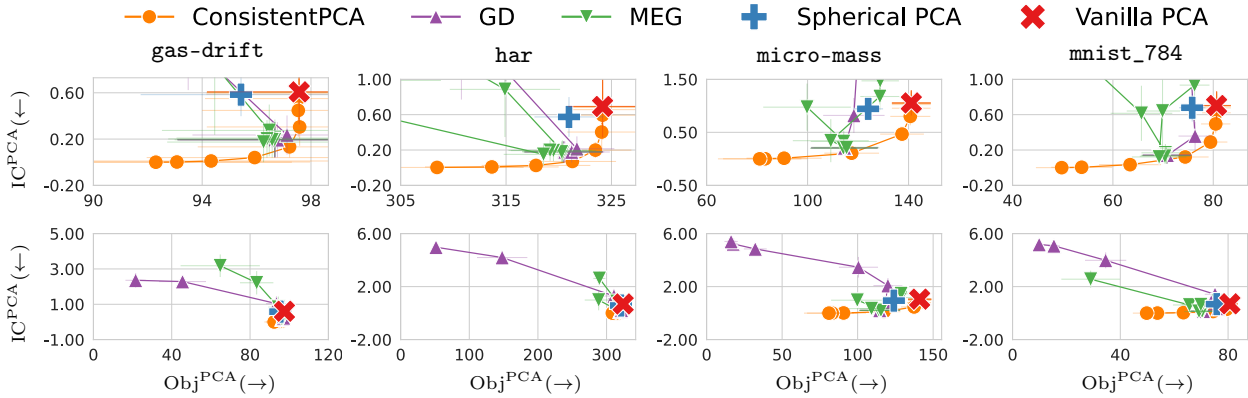 ConsistentPCA GD MEG Spherical PCA Vanilla PCA
gas-drift har micro-mass mnist_784
IC^PCA(←)
0.60
0.20
-0.20
90 94 98
1.00
0.60
0.20
-0.20
305 315 325
1.50
0.50
-0.50
60 100 140
1.00
0.60
0.20
-0.20
40 60 80
IC^PCA(←)
5.00
3.00
1.00
-1.00
0 40 80 120
Obj^PCA(→)
6.00
2.00
-2.00
0 100 200 300
Obj^PCA(→)
6.00
2.00
-2.00
0 50 100 150
Obj^PCA(→)
6.00
2.00
-2.00
0 40 80
Obj^PCA(→)